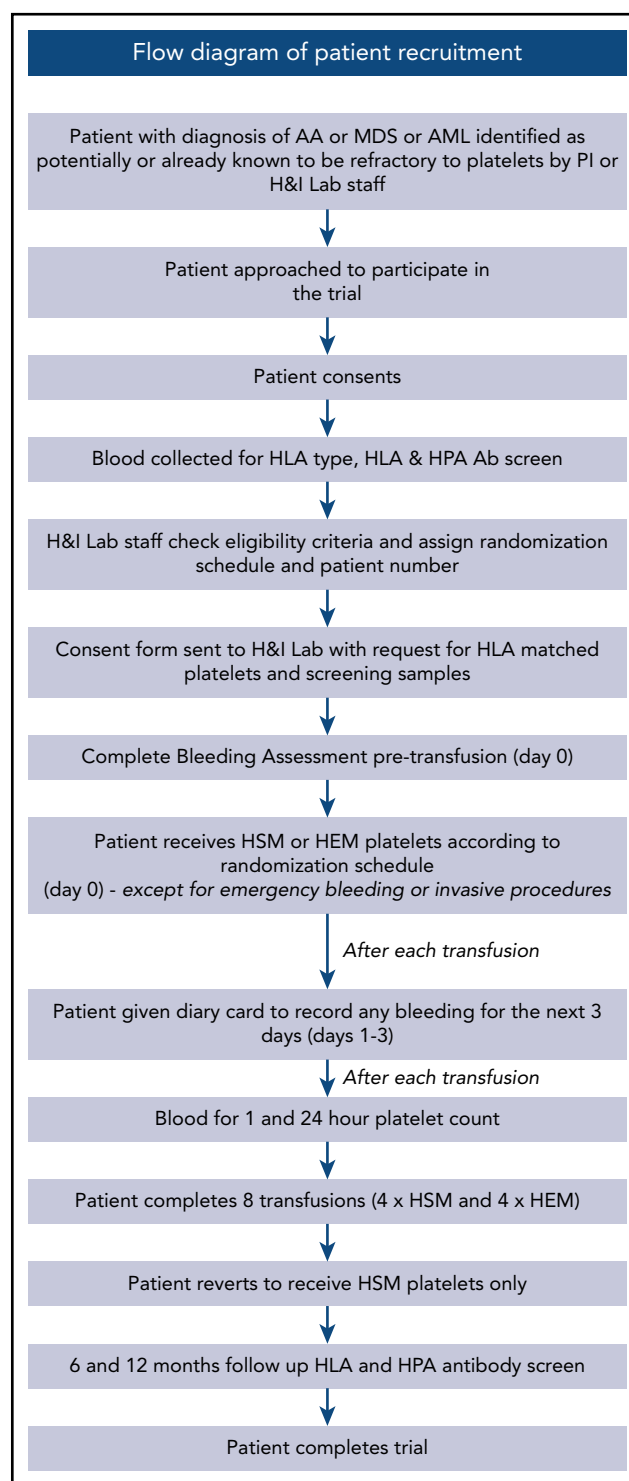 Flow diagram of patient recruitment
Patient with diagnosis of AA or MDS or AML identified as
potentially or already known to be refractory to platelets by PI or
H&I Lab staff
Patient approached to participate in
the trial
Patient consents
Blood collected for HLA type, HLA & HPA Ab screen
H&I Lab staff check eligibility criteria and assign randomization
schedule and patient number
Consent form sent to H&I Lab with request for HLA matched
platelets and screening samples
Complete Bleeding Assessment pre-transfusion (day 0)
Patient receives HSM or HEM platelets according to
randomization schedule
(day 0) - except for emergency bleeding or invasive procedures
After each transfusion
Patient given diary card to record any bleeding for the next 3
days (days 1-3)
After each transfusion
Blood for 1 and 24 hour platelet count
Patient completes 8 transfusions (4 x HSM and 4 x HEM)
Patient reverts to receive HSM platelets only
6 and 12 months follow up HLA and HPA antibody screen
Patient completes trial